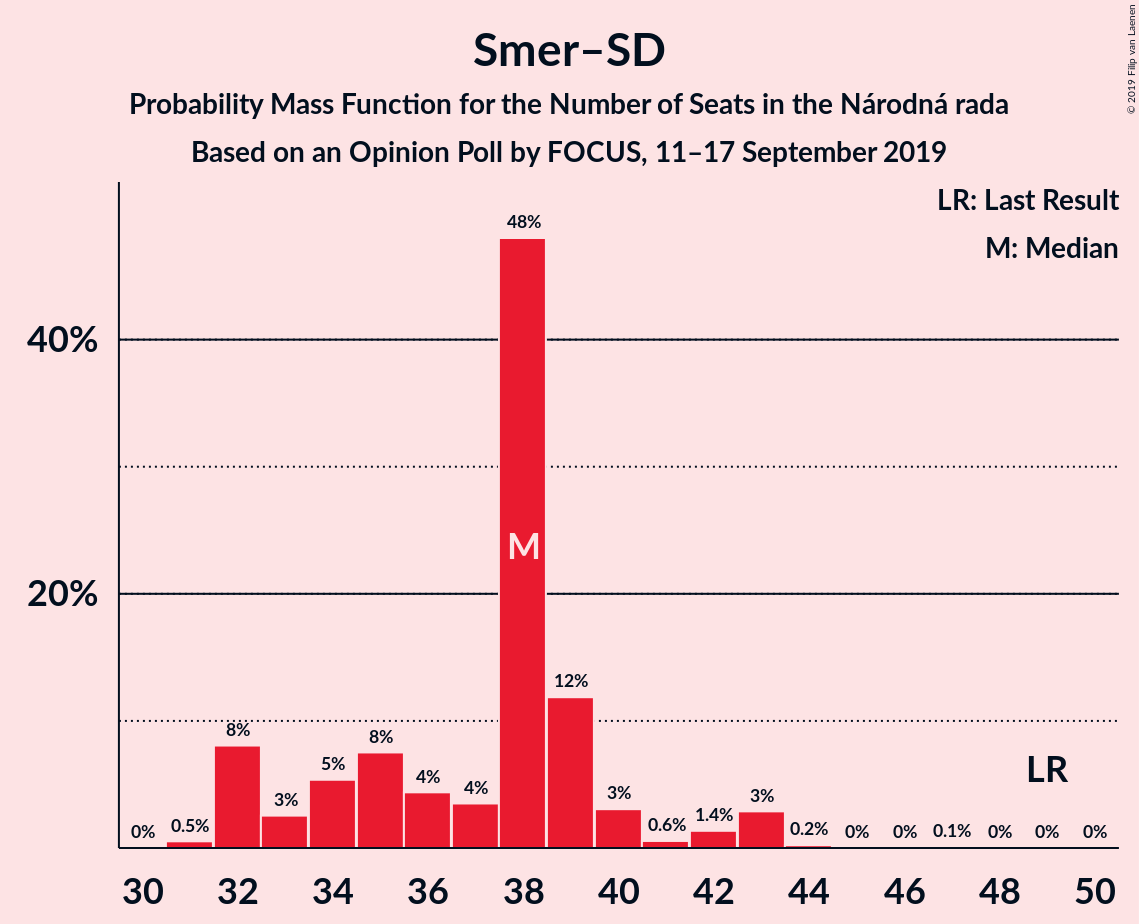 Smer–SD
Probability Mass Function for the Number of Seats in the Národná rada
Based on an Opinion Poll by FOCUS, 11–17 September 2019
© 2019 Filip van Laenen
LR: Last Result
M: Median
48%
40%
M
20%
12%
8%
8%
5%
4%
4%
3%
3%
3%
0%
0.5%
0.6%
1.4%
0.2%
0%
0%
0.1%
0%
0%
0%
LR
30 32 34 36 38 40 42 44 46 48 50